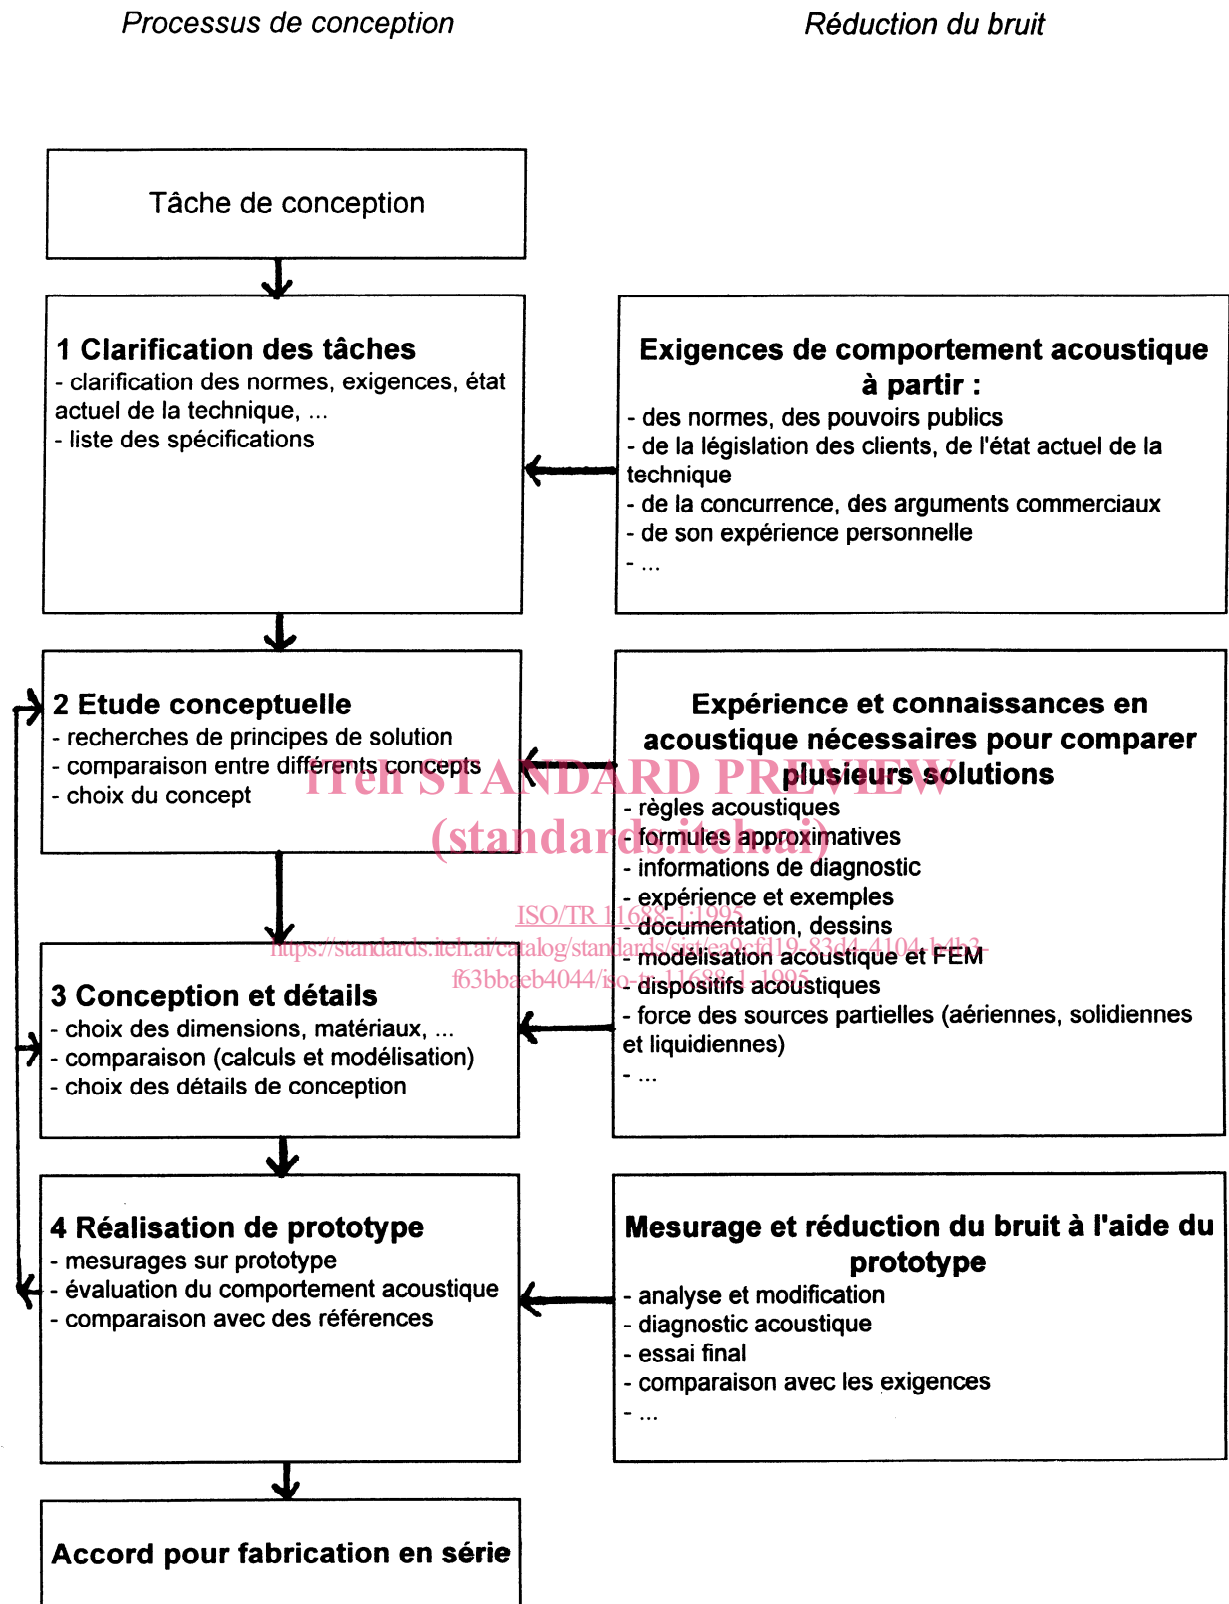 Processus de conception
Réduction du bruit
Tâche de conception
1 Clarification des tâches
- clarification des normes, exigences, état
actuel de la technique, ...
- liste des spécifications
Exigences de comportement acoustique
à partir :
- des normes, des pouvoirs publics
- de la législation des clients, de l'état actuel de la
technique
- de la concurrence, des arguments commerciaux
- de son expérience personnelle
- ...
2 Etude conceptuelle
- recherches de principes de solution
- comparaison entre différents concepts
- choix du concept
Expérience et connaissances en
acoustique nécessaires pour comparer
plusieurs solutions
- règles acoustiques
- formules approximatives
- informations de diagnostic
- expérience et exemples
- documentation, dessins
- modélisation acoustique et FEM
- dispositifs acoustiques
- force des sources partielles (aériennes, solidiennes
et liquidiennes)
- ...
iTeh STANDARD PREVIEW
(standards.iteh.ai)
ISO/TR 11688-1:1995
https://standards.iteh.ai/catalog/standards/sist/ea9cfd19-83d4-4104-b4b3-
f63bbaeb4044/iso-tr-11688-1-1995
3 Conception et détails
- choix des dimensions, matériaux, ...
- comparaison (calculs et modélisation)
- choix des détails de conception
4 Réalisation de prototype
- mesurages sur prototype
- évaluation du comportement acoustique
- comparaison avec des références
Mesurage et réduction du bruit à l'aide du
prototype
- analyse et modification
- diagnostic acoustique
- essai final
- comparaison avec les exigences
- ...
Accord pour fabrication en série